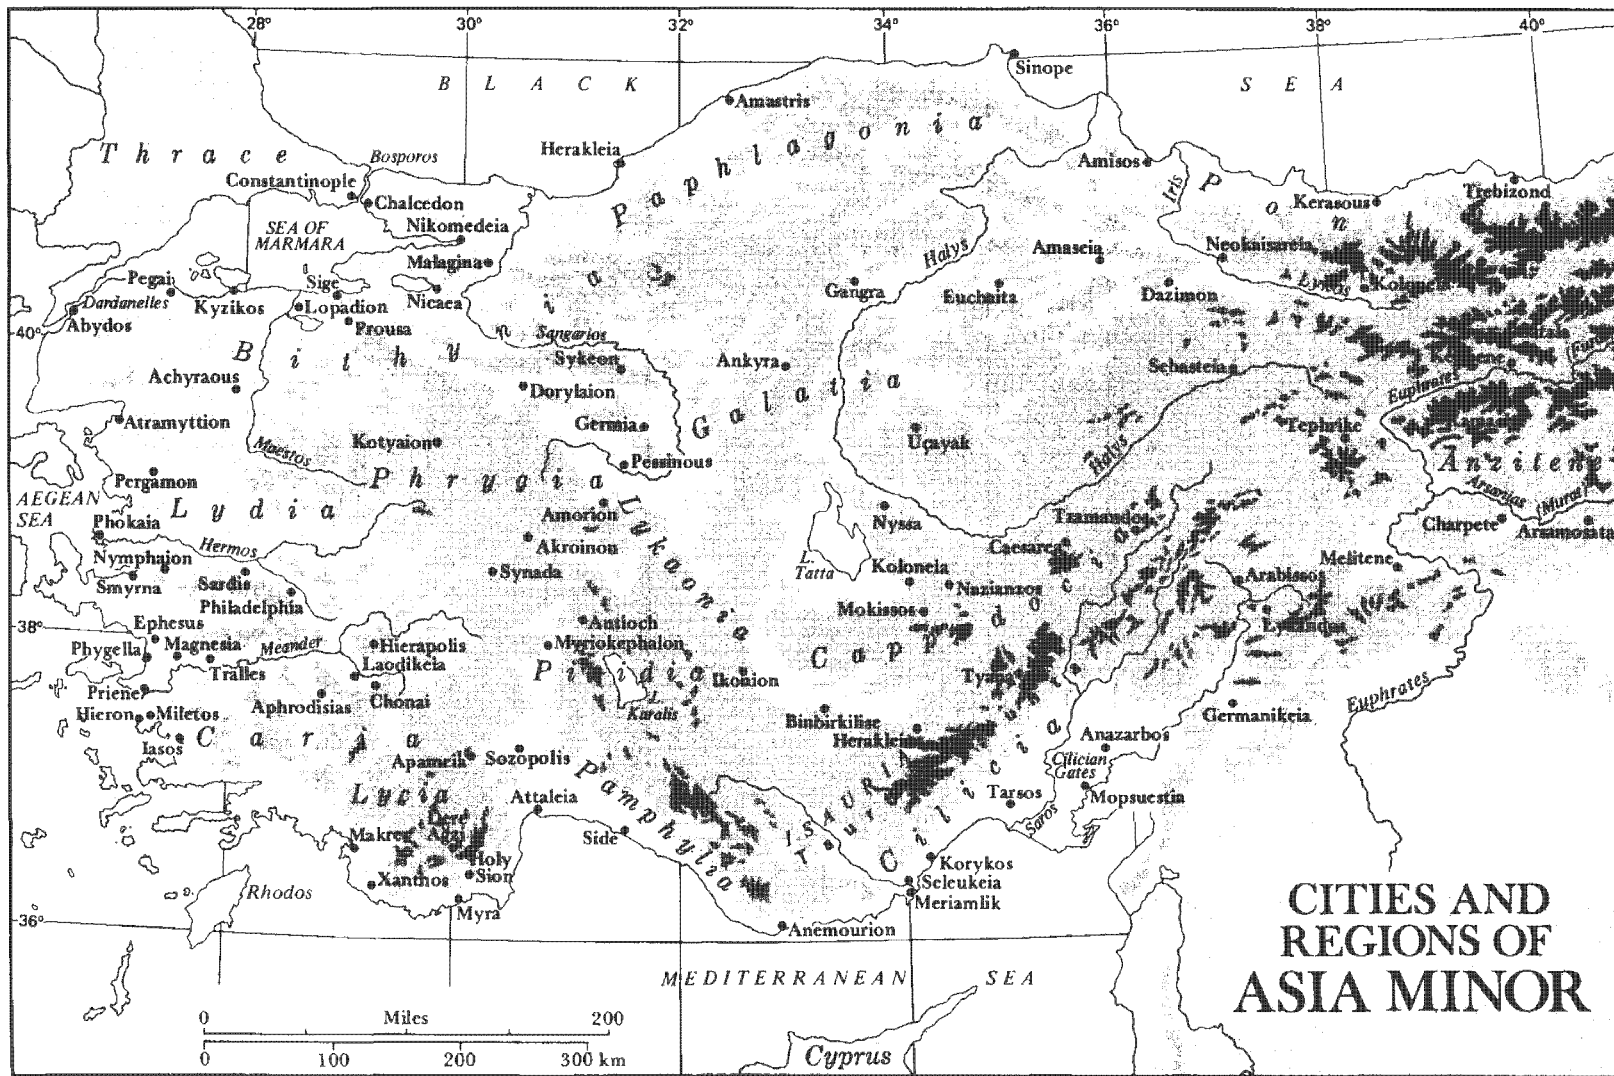 28°
30°
32°
34°
36°
38°
40°
BLACK
SEA
Sinope
Amastris
Paphlagonia
Herakleia
Thrace
Bosporos
Constantinople
Chalcedon
Amisos
Iris
Pon
Kerasous
Trebizond
SEA OF
MARMARA
Nikomedeia
Malagina
Halys
Amaseia
Neokaisareia
Pegai
Sige
Dardanelles
Kyzikos
Lopadion
Nicaea
Gangra
Euchaita
Dazimon
Lykos
Koloneia
Abydos
40°
Prousa
Sangarios
Bithynia
Sykeon
Ankyra
Sebasteia
Euphrates
Achyraous
Dorylaion
Galatia
Atramyttion
Germia
Uçayak
Tephrike
Kotyaion
Maestos
Halys
Pessinous
Pergamon
Phrygia
Anzitene
Arsanias
(Murat)
AEGEAN
SEA
Lydia
Amorion
Lykaonia
Nyssa
Tzamandos
Charpete
Arsamosata
Phokaia
Hermos
Akroinon
Caesarea
Nymphaion
L.
Tatta
Melitene
Smyrna
Sardis
Synada
Koloneia
Nazianzos
Arabissos
Philadelphia
Mokissos
38°
Ephesus
Antioch
Cappadocia
Phygella
Magnesia
Meander
Hierapolis
Myriokephalon
Tralles
Laodikeia
Pisidia
Ikonion
Tyana
Priene
Euphrates
Hieron
Miletos
Aphrodisias
Chonai
L.
Karalis
Binbirkilise
Germanikeia
Iasos
Caria
Herakleia
Anazarbos
Apameia
Sozopolis
Cilician
Gates
Lycia
Pamphylia
ISAURIA
Taurus
Cilicia
Attaleia
Tarsos
Mopsuestia
Makre
Dere
Ağzi
Side
Saros
Holy
Sion
Korykos
Rhodos
Xanthos
Seleukeia
Meriamlik
Myra
36°
Anemourion
CITIES AND
REGIONS OF
ASIA MINOR
MEDITERRANEAN SEA
0 Miles 200
0 100 200 300 km
Cyprus